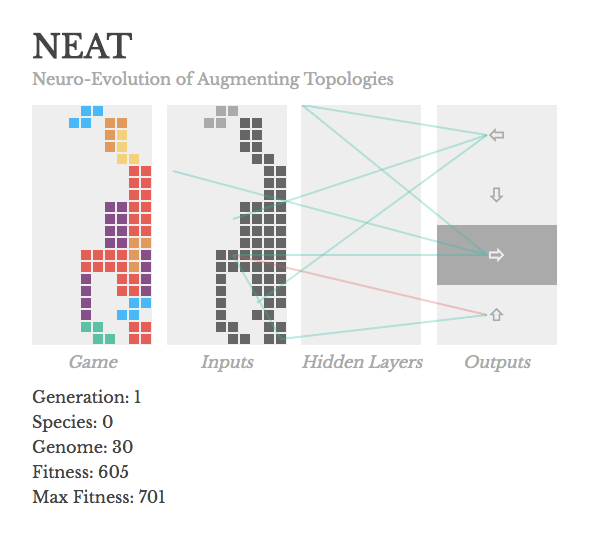 NEAT
Neuro-Evolution of Augmenting Topologies
Game Inputs Hidden Layers Outputs
Generation: 1
Species: 0
Genome: 30
Fitness: 605
Max Fitness: 701